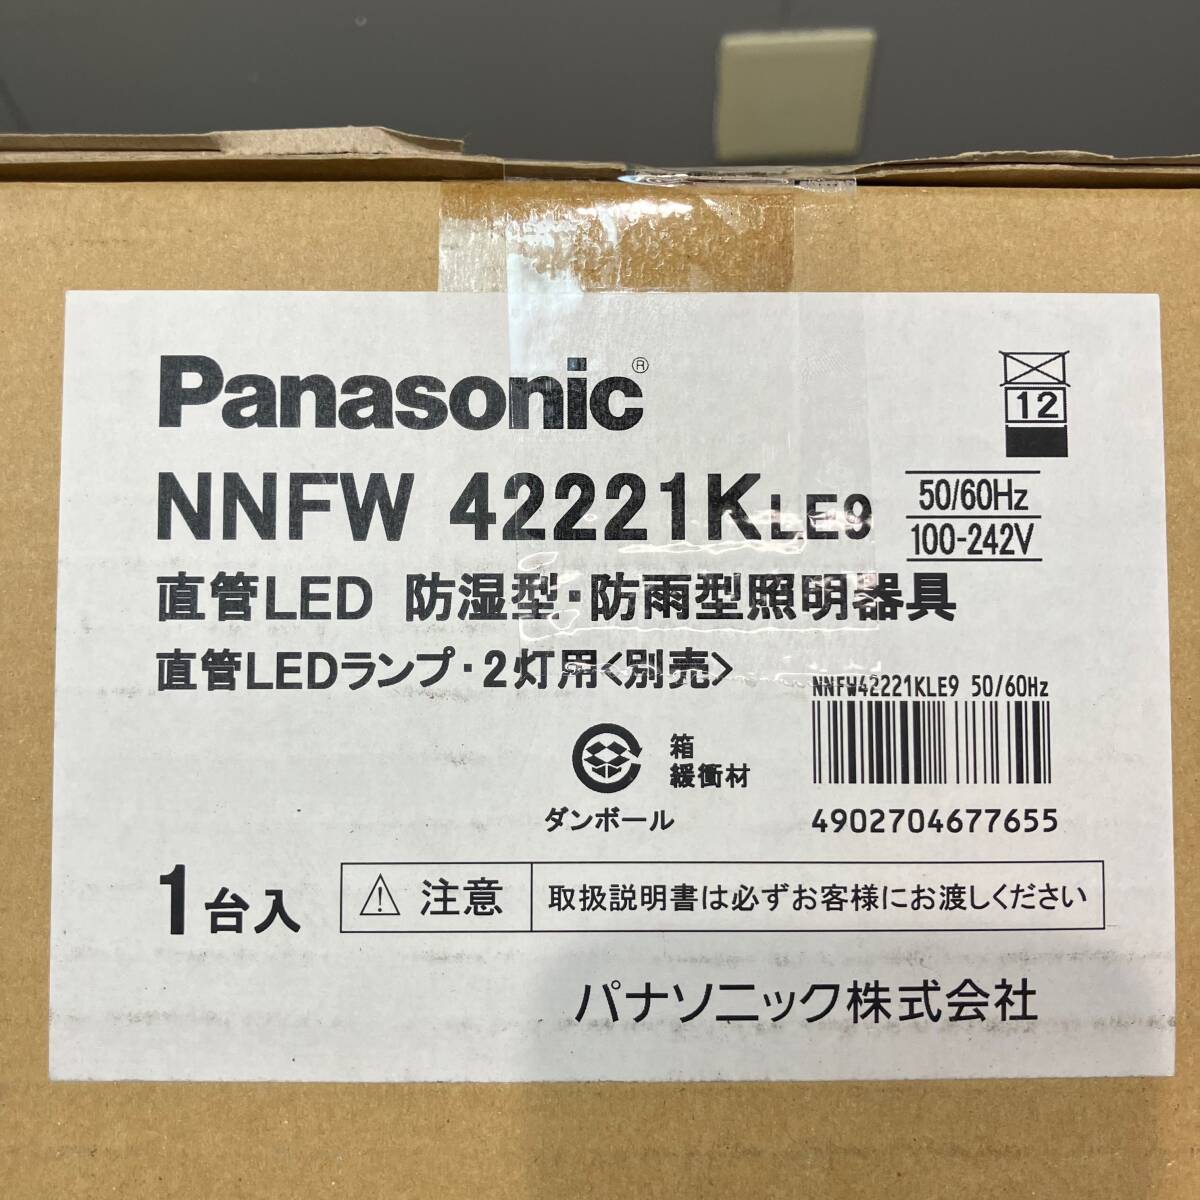 Panasonic®
12
NNFW 42221K LE9
50/60Hz
100-242V
直管LED 防湿型・防雨型照明器具
直管LEDランプ・2灯用<別売>
NNFW42221KLE9 50/60Hz
箱
緩衝材
ダンボール
4902704677655
1台入
注意
取扱説明書は必ずお客様にお渡しください
パナソニック株式会社